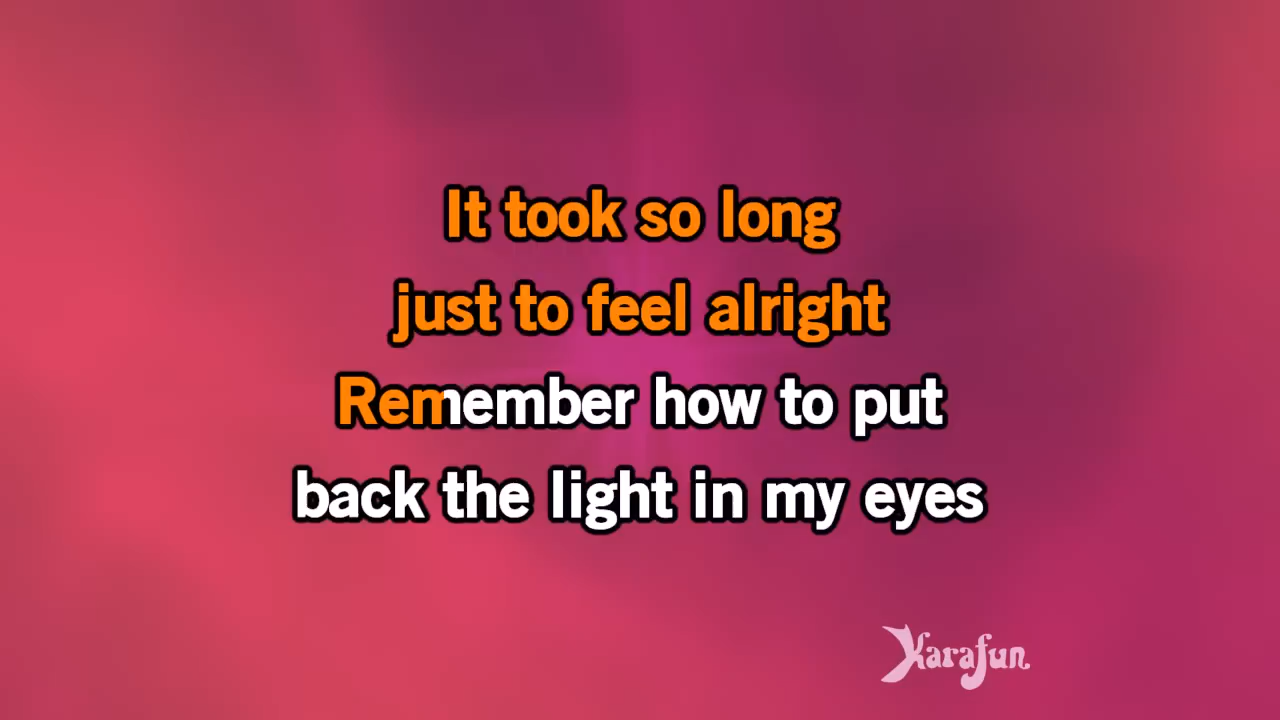 It took so long
just to feel alright
Remember how to put
back the light in my eyes
Karafun